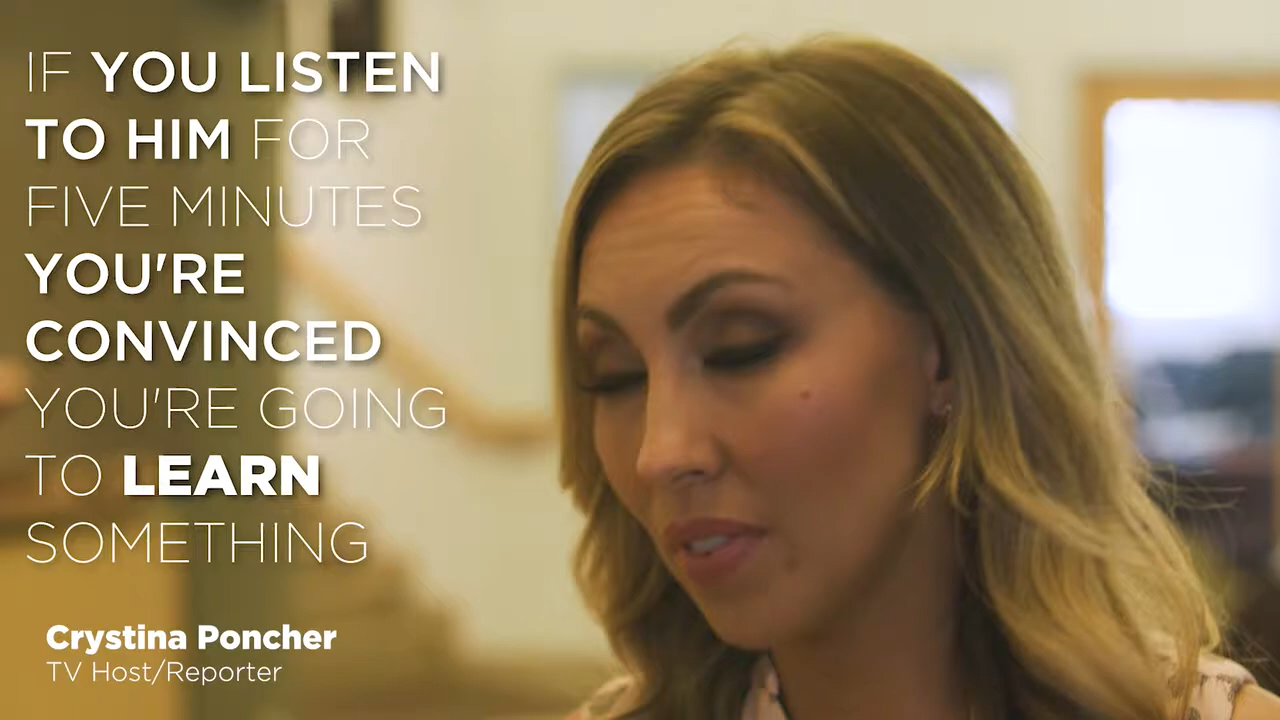 IF YOU LISTEN
TO HIM FOR
FIVE MINUTES
YOU'RE
CONVINCED
YOU'RE GOING
TO LEARN
SOMETHING
Crystina Poncher
TV Host/Reporter